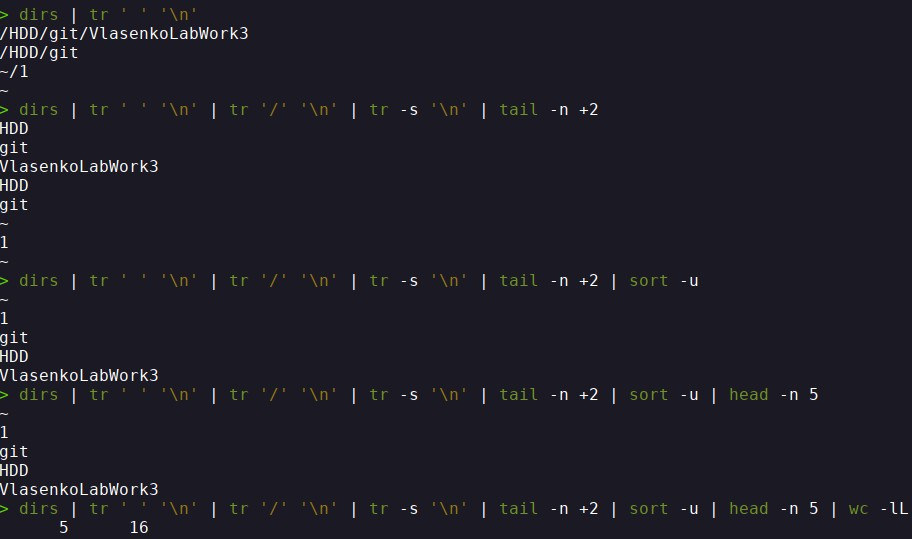 > dirs | tr ' ' '\n'
/HDD/git/VlasenkoLabWork3
/HDD/git
~/1
~
> dirs | tr ' ' '\n' | tr '/' '\n' | tr -s '\n' | tail -n +2
HDD
git
VlasenkoLabWork3
HDD
git
~
1
~
> dirs | tr ' ' '\n' | tr '/' '\n' | tr -s '\n' | tail -n +2 | sort -u
~
1
git
HDD
VlasenkoLabWork3
> dirs | tr ' ' '\n' | tr '/' '\n' | tr -s '\n' | tail -n +2 | sort -u | head -n 5
~
1
git
HDD
VlasenkoLabWork3
> dirs | tr ' ' '\n' | tr '/' '\n' | tr -s '\n' | tail -n +2 | sort -u | head -n 5 | wc -lL
      5      16